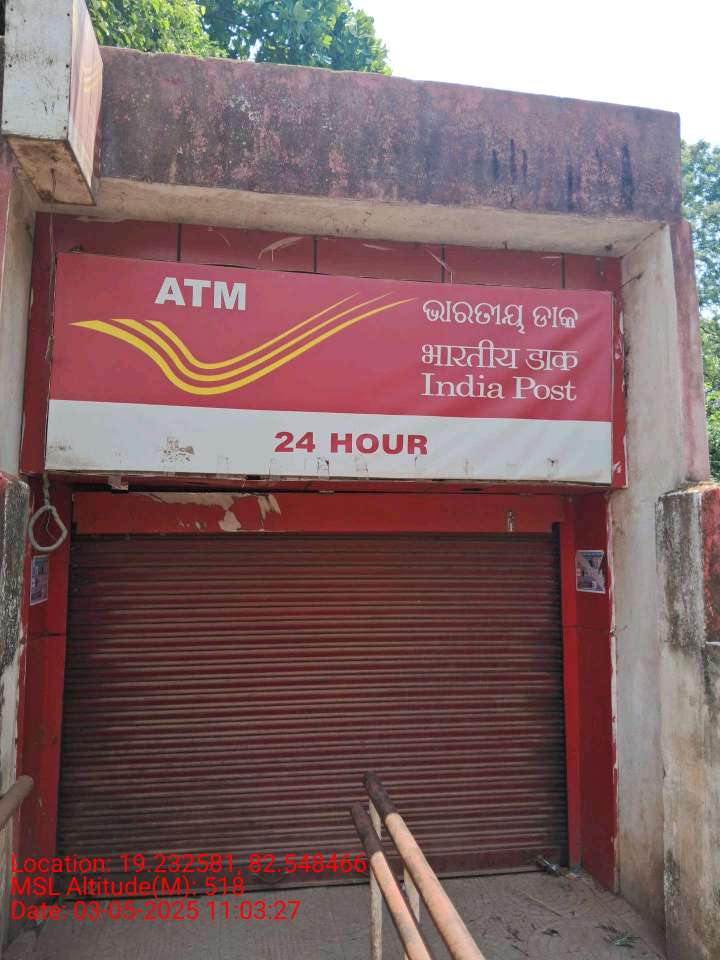 ATM
ଭାରତୀୟ ଡାକ
भारतीय डाक
India Post
24 HOUR
Location: 19.232581, 82.548466
MSL Altitude(M): 518
Date: 03-05-2025 11:03:27